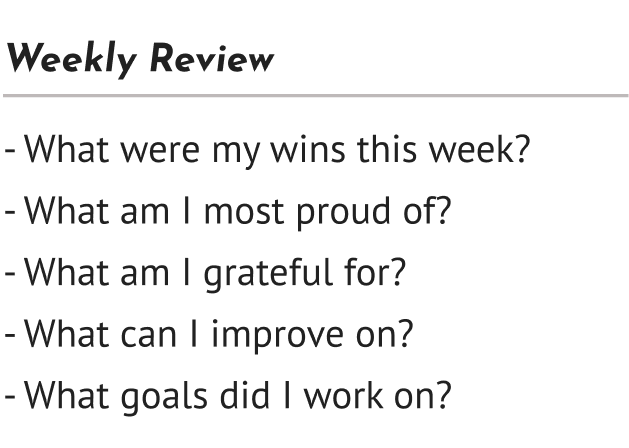 Weekly Review
- What were my wins this week?
- What am I most proud of?
- What am I grateful for?
- What can I improve on?
- What goals did I work on?